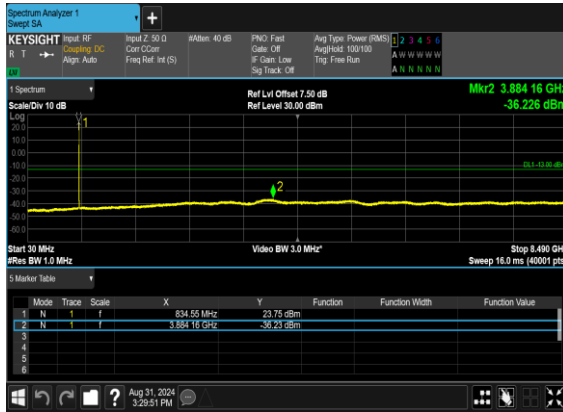 Spectrum Analyzer 1
Swept SA
+
KEYSIGHT Input: RF Input Z: 50 Ω #Atten: 40 dB PNO: Fast Avg Type: Power (RMS) 1 2 3 4 5 6
R T Coupling: DC Corr CCorr Gate: Off Avg|Hold: 100/100 A W W W W W
Align: Auto Freq Ref: Int (S) IF Gain: Low Trig: Free Run
LXI Sig Track: Off A N N N N N
1 Spectrum Mkr2 3.884 16 GHz
Scale/Div 10 dB Ref Lvl Offset 7.50 dB -36.226 dBm
Log Ref Level 30.00 dBm
1
20.0
10.0
0.00
-10.0
DL1 -13.00 dBm
-20.0
2
-30.0
-40.0
-50.0
-60.0
Start 30 MHz Video BW 3.0 MHz* Stop 8.490 GH
#Res BW 1.0 MHz Sweep 16.0 ms (40001 pts
5 Marker Table
Mode Trace Scale X Y Function Function Width Function Value
1 N 1 f 834.55 MHz 23.75 dBm
2 N 1 f 3.884 16 GHz -36.23 dBm
3
4
5
6
? Aug 31, 2024
3:29:51 PM